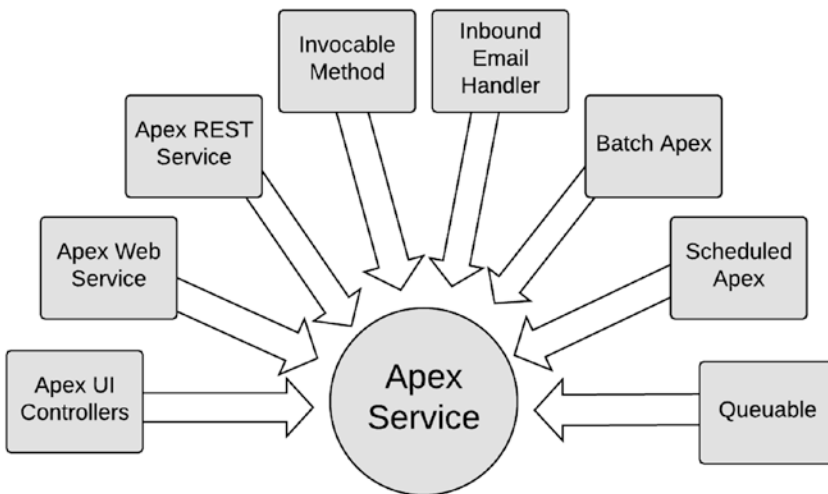 Invocable
Method
Inbound
Email
Handler
Apex REST
Service
Batch Apex
Apex Web
Service
Scheduled
Apex
Apex UI
Controllers
Apex
Service
Queuable